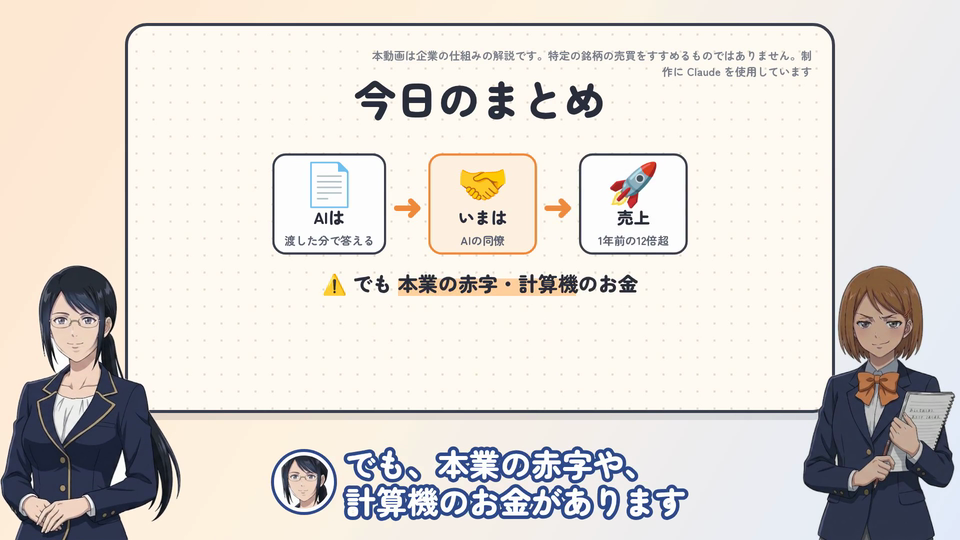 本動画は企業の仕組みの解説です。特定の銘柄の売買をすすめるものではありません。制
作に Claude を使用しています
今日のまとめ
AIは
渡した分で答える
いまは
AIの同僚
売上
1年前の12倍超
でも 本業の赤字・計算機のお金
でも、本業の赤字や、
計算機のお金があります